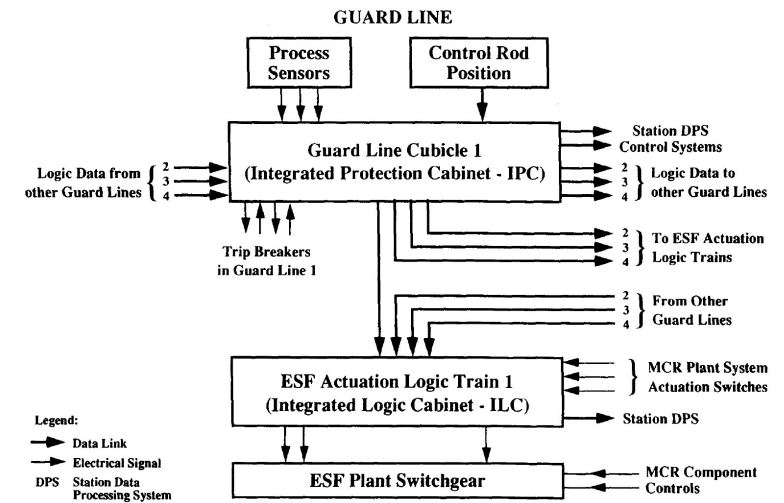 GUARD LINE
Process
Sensors
Control Rod
Position
Guard Line Cubicle 1
(Integrated Protection Cabinet - IPC)
Station DPS
Control Systems
Logic Data from
other Guard Lines
2
3
4
2
3
4
Logic Data to
other Guard Lines
Trip Breakers
in Guard Line 1
2
3
4
To ESF Actuation
Logic Trains
2
3
4
From Other
Guard Lines
ESF Actuation Logic Train 1
(Integrated Logic Cabinet - ILC)
MCR Plant System
Actuation Switches
Station DPS
Legend:
Data Link
Electrical Signal
DPS Station Data
Processing System
ESF Plant Switchgear
MCR Component
Controls